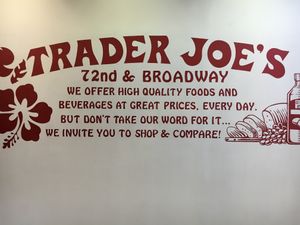 TRADER JOE'S
72nd & BROADWAY
WE OFFER HIGH QUALITY FOODS AND
BEVERAGES AT GREAT PRICES, EVERY DAY.
BUT DON'T TAKE OUR WORD FOR IT...
WE INVITE YOU TO SHOP & COMPARE!